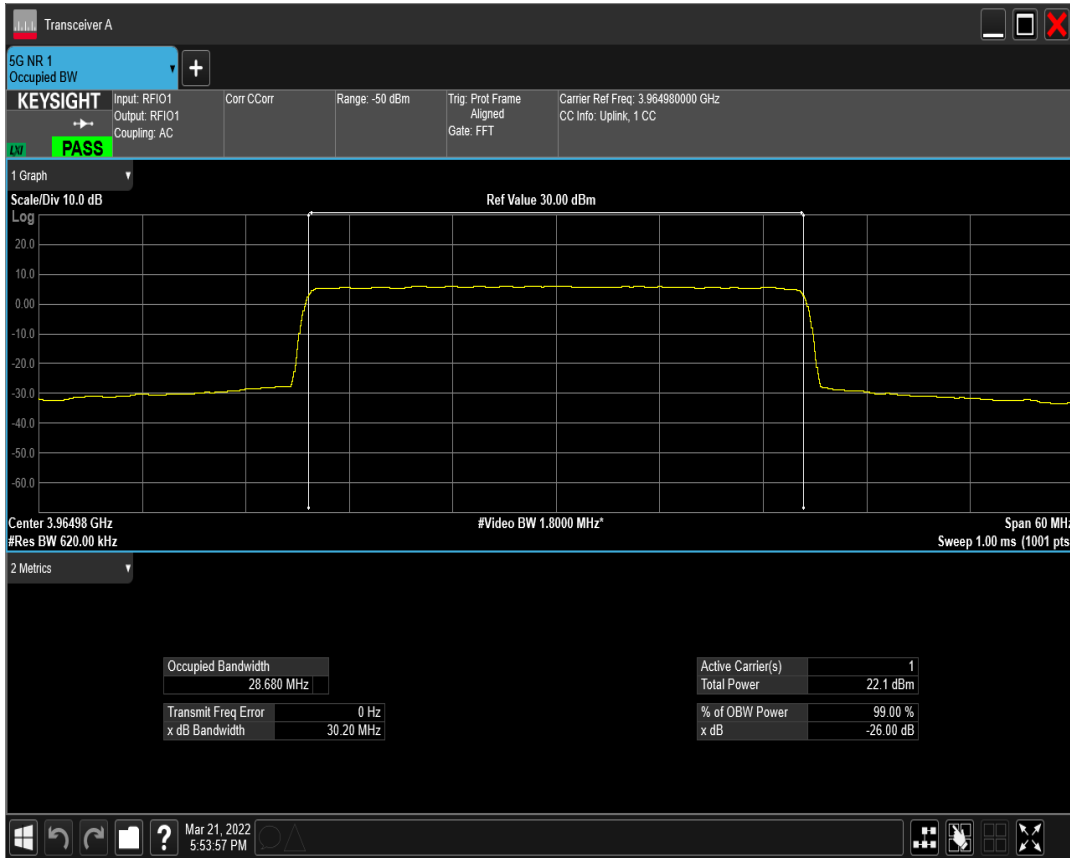 Transceiver A
5G NR 1
Occupied BW
KEYSIGHT
LXI
PASS
Input: RFIO1
Output: RFIO1
Coupling: AC
Corr CCorr
Range: -50 dBm
Trig: Prot Frame
Aligned
Gate: FFT
Carrier Ref Freq: 3.964980000 GHz
CC Info: Uplink, 1 CC
1 Graph
Scale/Div 10.0 dB
Ref Value 30.00 dBm
Log
20.0
10.0
0.00
-10.0
-20.0
-30.0
-40.0
-50.0
-60.0
Center 3.96498 GHz
#Video BW 1.8000 MHz*
Span 60 MHz
#Res BW 620.00 kHz
Sweep 1.00 ms (1001 pts
2 Metrics
Occupied Bandwidth
28.680 MHz
Transmit Freq Error 0 Hz
x dB Bandwidth 30.20 MHz
Active Carrier(s) 1
Total Power 22.1 dBm
% of OBW Power 99.00 %
x dB -26.00 dB
?
Mar 21, 2022
5:53:57 PM